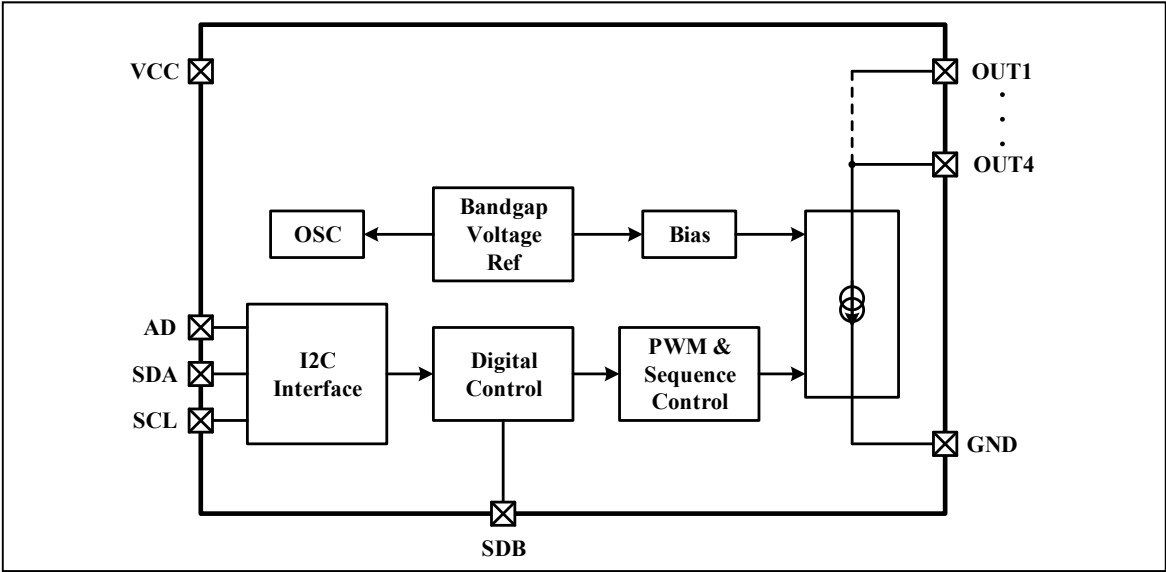 VCC
OUT1
OUT4
OSC
Bandgap
Voltage
Ref
Bias
AD
SDA
SCL
I2C
Interface
Digital
Control
PWM &
Sequence
Control
GND
SDB